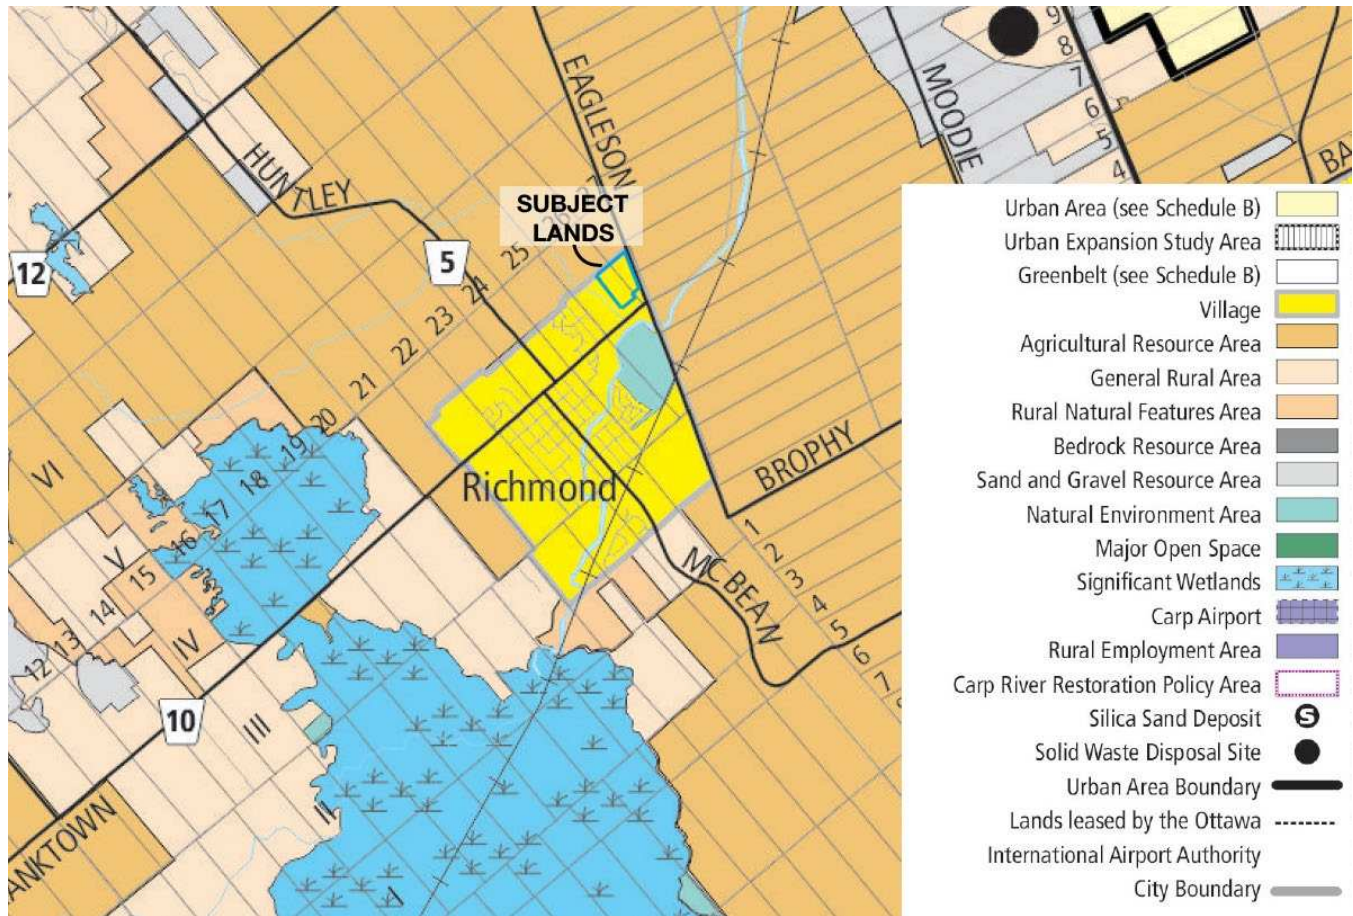 EAGLESON
MOODIE
9
8
7
6
5
4
BA
HUNTLEY
SUBJECT
LANDS
27
26
25
24
23
22
21
20
19
18
17
16
15
14
13
12
12
5
10
VI
V
IV
III
II
I
Richmond
BROPHY
MCBEAN
1
2
3
4
5
6
7
ANKTOWN
Urban Area (see Schedule B)
Urban Expansion Study Area
Greenbelt (see Schedule B)
Village
Agricultural Resource Area
General Rural Area
Rural Natural Features Area
Bedrock Resource Area
Sand and Gravel Resource Area
Natural Environment Area
Major Open Space
Significant Wetlands
Carp Airport
Rural Employment Area
Carp River Restoration Policy Area
Silica Sand Deposit
S
Solid Waste Disposal Site
Urban Area Boundary
Lands leased by the Ottawa
International Airport Authority
City Boundary